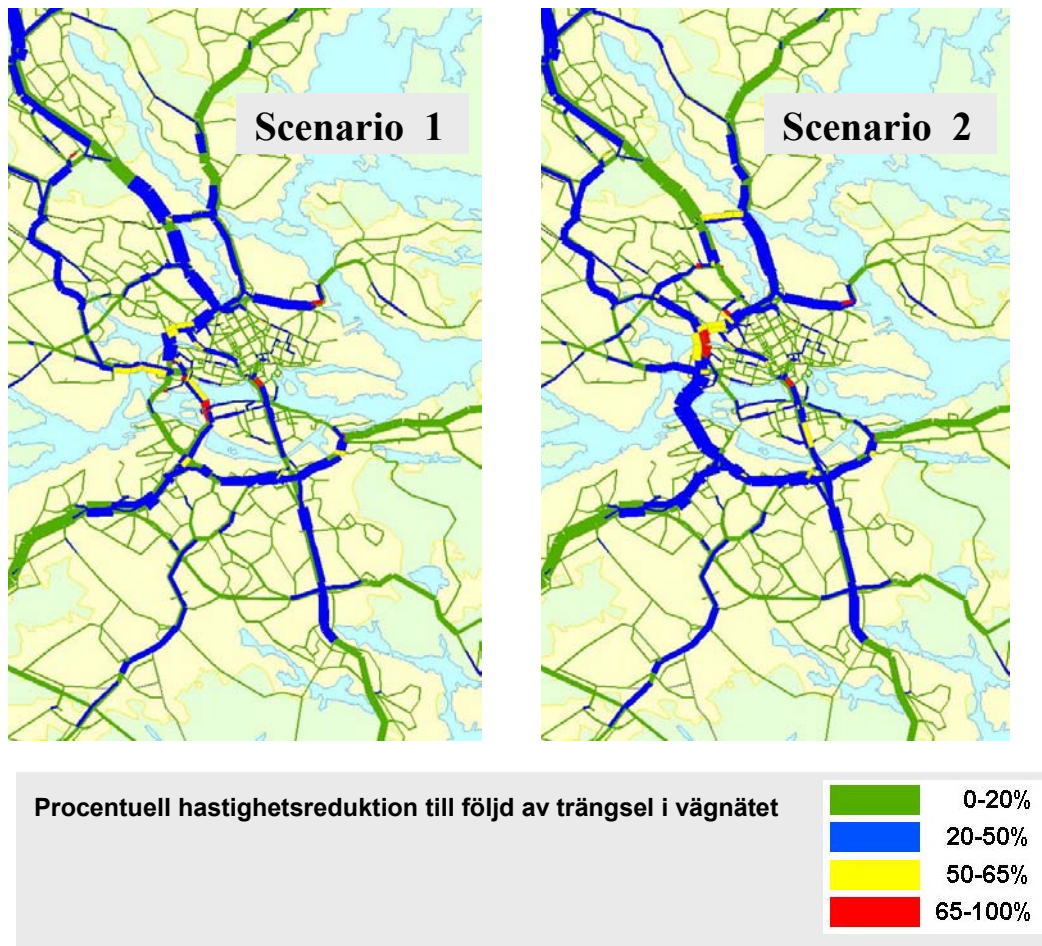 Scenario 1
Scenario 2
Procentuell hastighetsreduktion till följd av trängsel i vägnätet
0-20%
20-50%
50-65%
65-100%